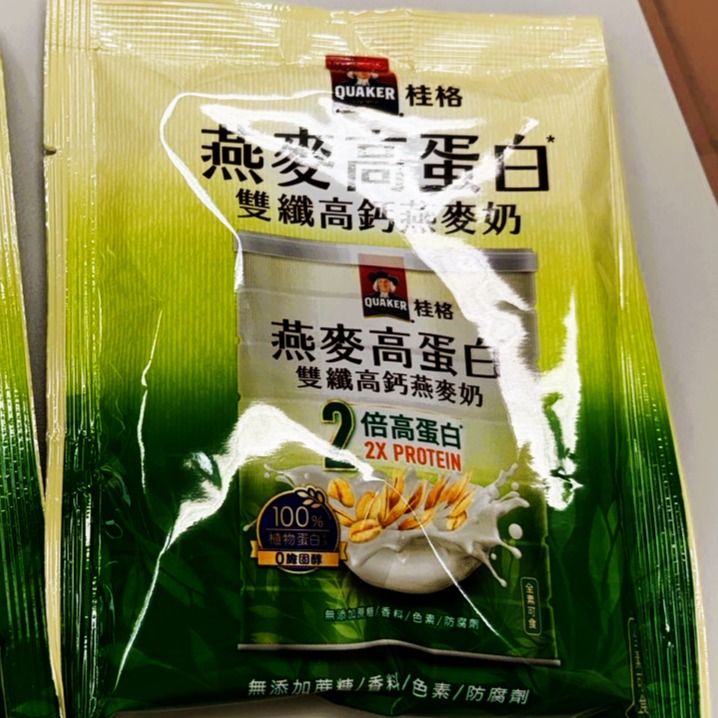 QUAKER 桂格
燕麥高蛋白*
雙纖高鈣燕麥奶
QUAKER 桂格
燕麥高蛋白
雙纖高鈣燕麥奶
2倍高蛋白*
2X PROTEIN
100%
植物蛋白
0膽固醇
全素可食
無添加蔗糖/香料/色素/防腐劑
無添加蔗糖/香料/色素/防腐劑